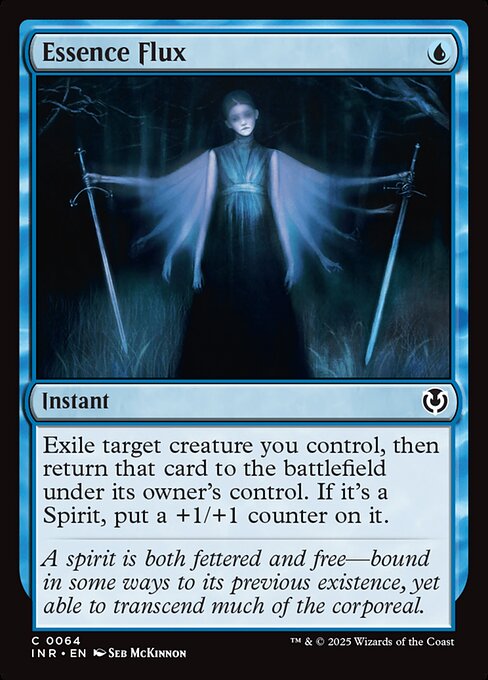 Essence Flux
Instant
Exile target creature you control, then
return that card to the battlefield
under its owner's control. If it's a
Spirit, put a +1/+1 counter on it.
A spirit is both fettered and free—bound
in some ways to its previous existence, yet
able to transcend much of the corporeal.
C 0064
INR • EN Seb McKinnon
™ & © 2025 Wizards of the Coast